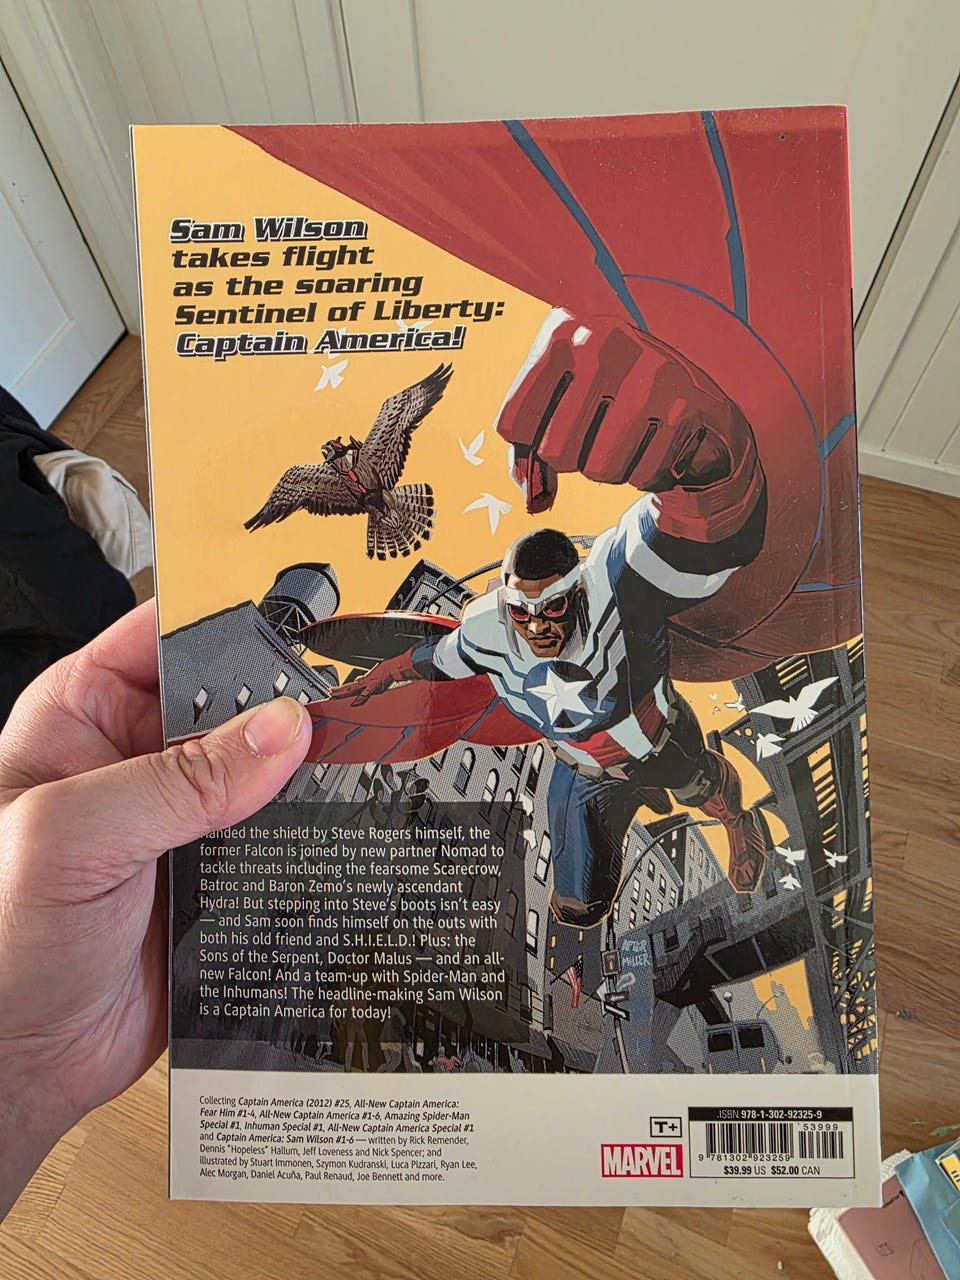 Sam Wilson
takes flight
as the soaring
Sentinel of Liberty:
Captain America!
Handed the shield by Steve Rogers himself, the
former Falcon is joined by new partner Nomad to
tackle threats including the fearsome Scarecrow,
Batroc and Baron Zemo's newly ascendant
Hydra! But stepping into Steve's boots isn't easy
— and Sam soon finds himself on the outs with
both his old friend and S.H.I.E.L.D.! Plus: the
Sons of the Serpent, Doctor Malus — and an all-
new Falcon! And a team-up with Spider-Man and
the Inhumans! The headline-making Sam Wilson
is a Captain America for today!
AFTER
MILLER
Collecting Captain America (2012) #25, All-New Captain America:
Fear Him #1-4, All-New Captain America #1-6, Amazing Spider-Man
Special #1, Inhuman Special #1, All-New Captain America Special #1
and Captain America: Sam Wilson #1-6 — written by Rick Remender,
Dennis "Hopeless" Hallum, Jeff Loveness and Nick Spencer; and
illustrated by Stuart Immonen, Szymon Kudranski, Luca Pizzari, Ryan Lee,
Alec Morgan, Daniel Acuña, Paul Renaud, Joe Bennett and more.
T+
MARVEL
ISBN 978-1-302-92325-9
53999
9 781302 923259
$39.99 US $52.00 CAN